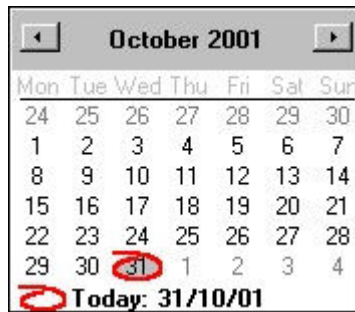 October 2001
Mon Tue Wed Thu Fri Sat Sun
24 25 26 27 28 29 30
1 2 3 4 5 6 7
8 9 10 11 12 13 14
15 16 17 18 19 20 21
22 23 24 25 26 27 28
29 30 31 1 2 3 4
Today: 31/10/01